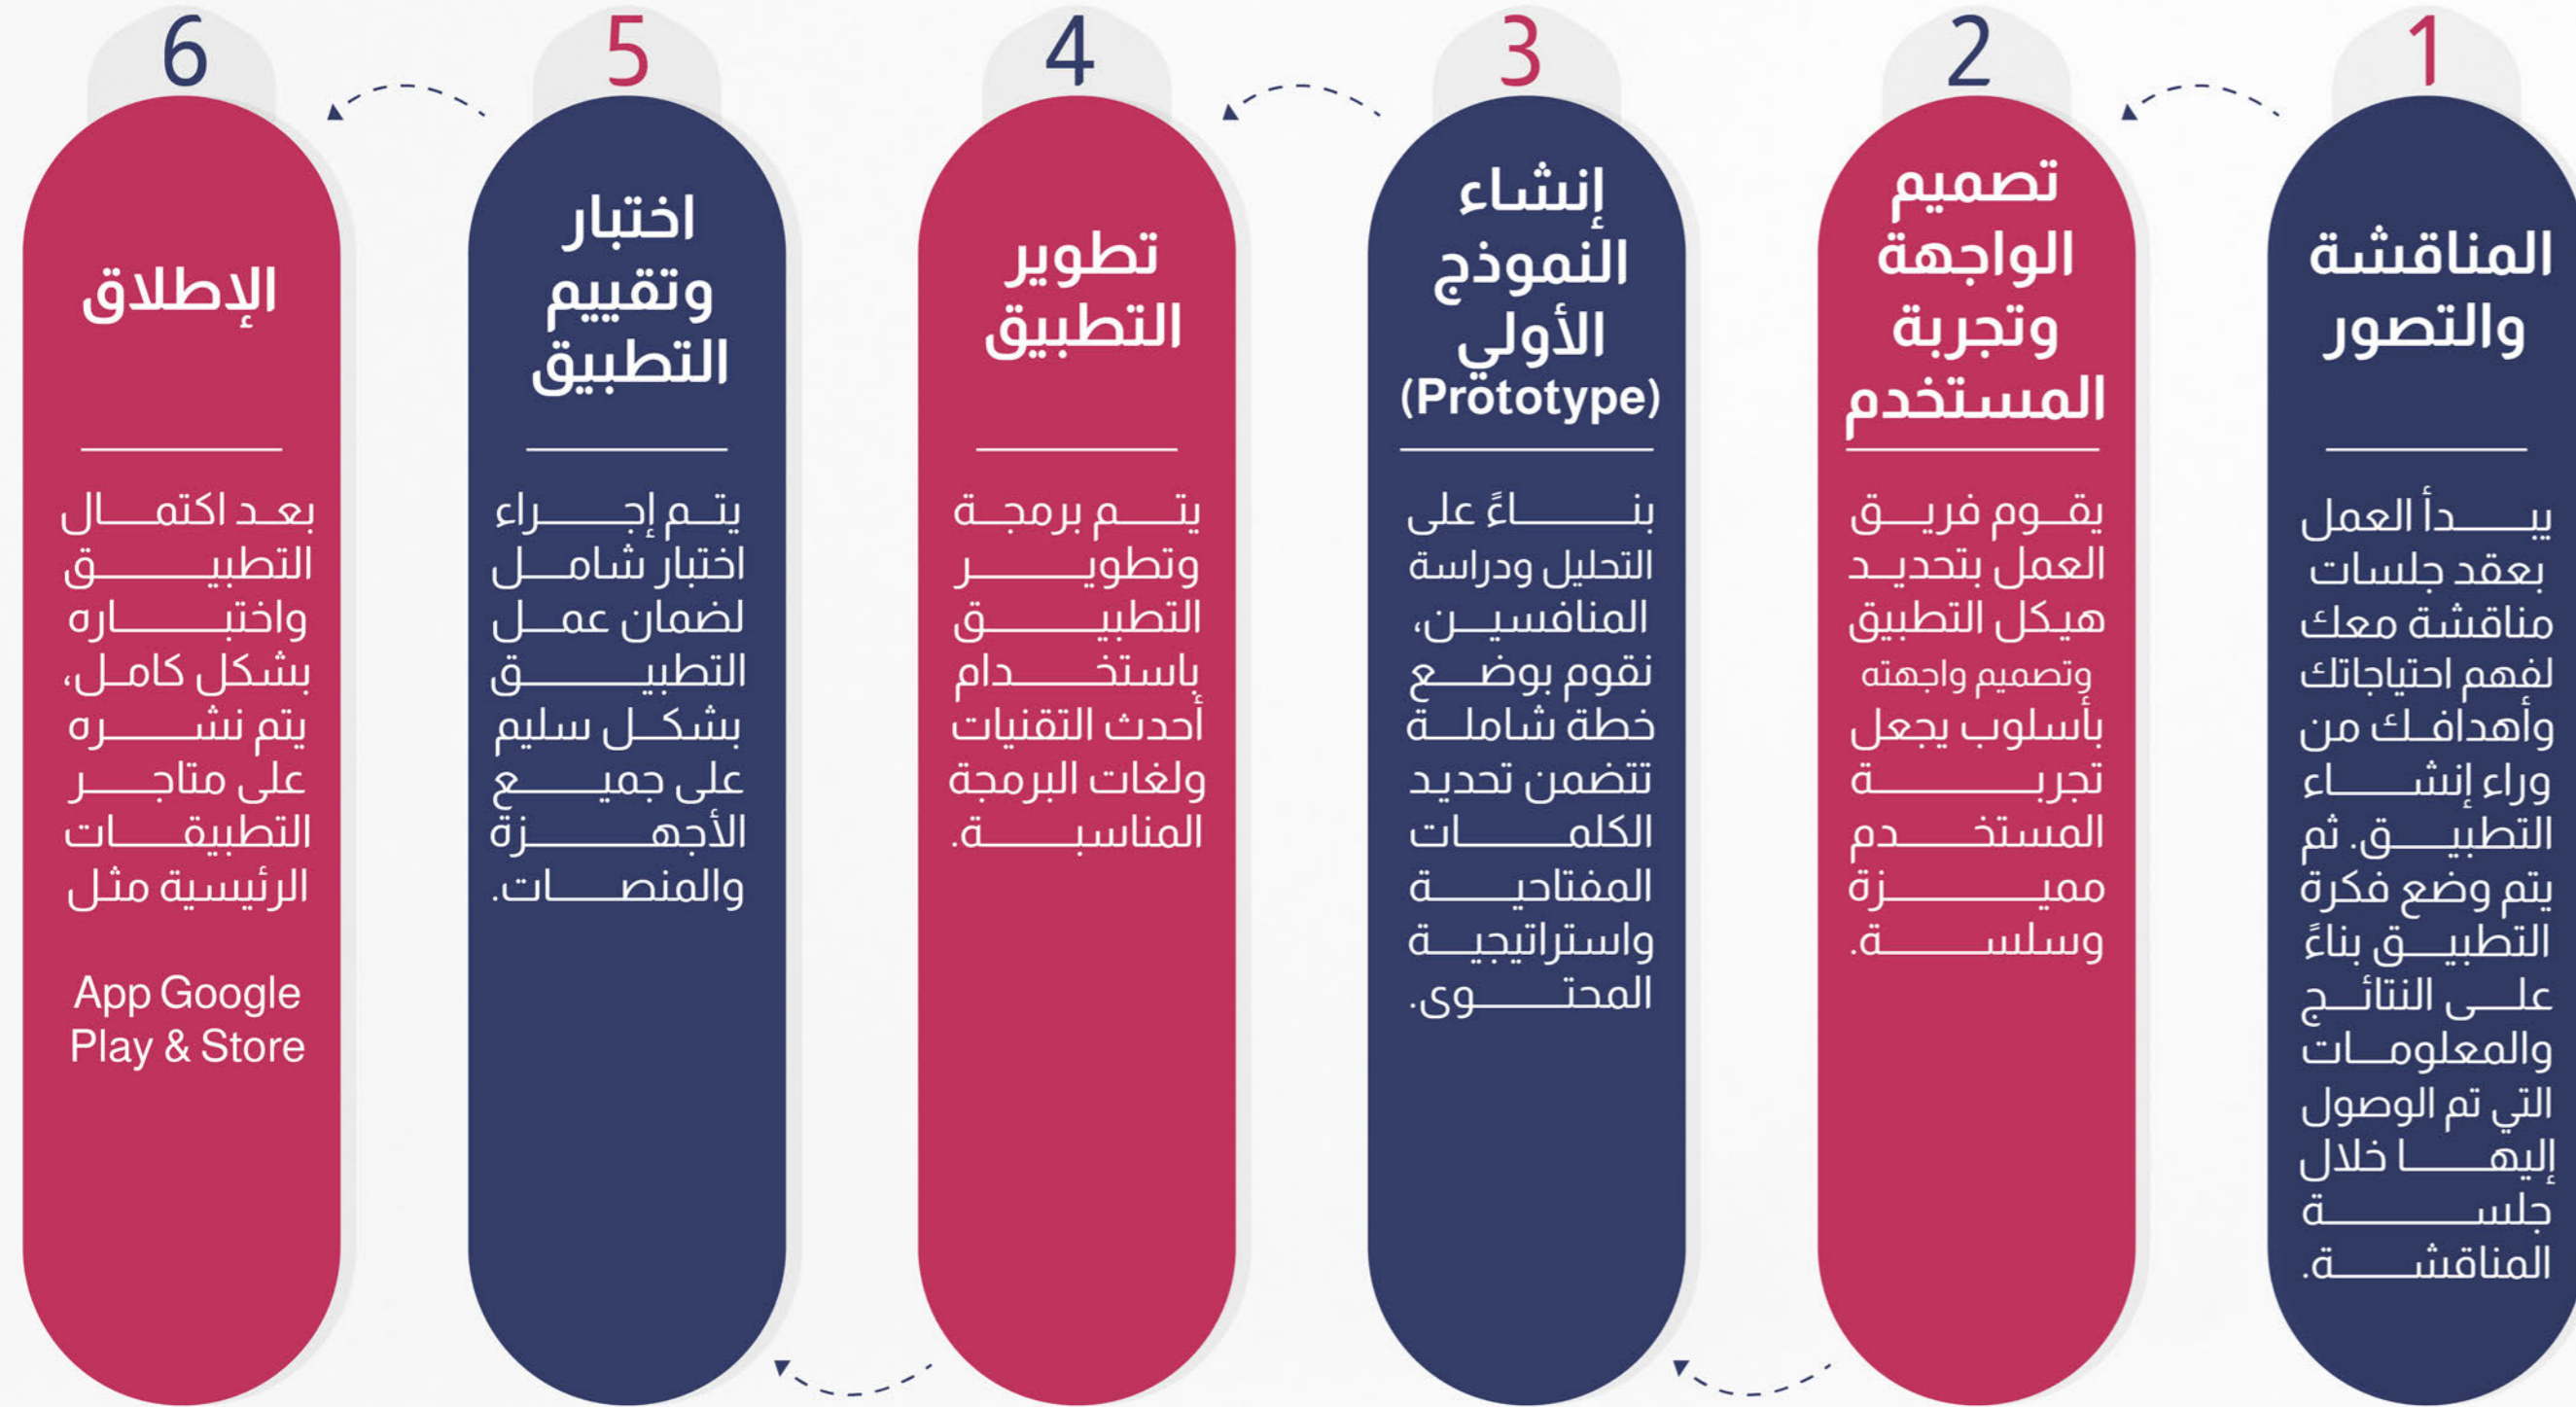 1
المناقشة
والتصور
يبدأ العمل
بعقد جلسات
مناقشة معك
لفهم احتياجاتك
وأهدافك من
وراء إنشاء
التطبيق. ثم
يتم وضع فكرة
التطبيق بناءً
على النتائج
والمعلومات
التي تم الوصول
إليها خلال
جلسة
المناقشة.
2
تصميم
الواجهة
وتجربة
المستخدم
يقوم فريق
العمل بتحديد
هيكل التطبيق
وتصميم واجهته
بأسلوب يجعل
تجربة
المستخدم
مميزة
وسلسة.
3
إنشاء
النموذج
الأولي
(Prototype)
بناءً على
التحليل ودراسة
المنافسين،
نقوم بوضع
خطة شاملة
تتضمن تحديد
الكلمات
المفتاحية
واستراتيجية
المحتوى.
4
تطوير
التطبيق
يتم برمجة
وتطوير
التطبيق
باستخدام
أحدث التقنيات
ولغات البرمجة
المناسبة.
5
اختبار
وتقييم
التطبيق
يتم إجراء
اختبار شامل
لضمان عمل
التطبيق
بشكل سليم
على جميع
الأجهزة
والمنصات.
6
الإطلاق
بعد اكتمال
التطبيق
واختباره
بشكل كامل،
يتم نشره
على متاجر
التطبيقات
الرئيسية مثل
App Google
Play & Store